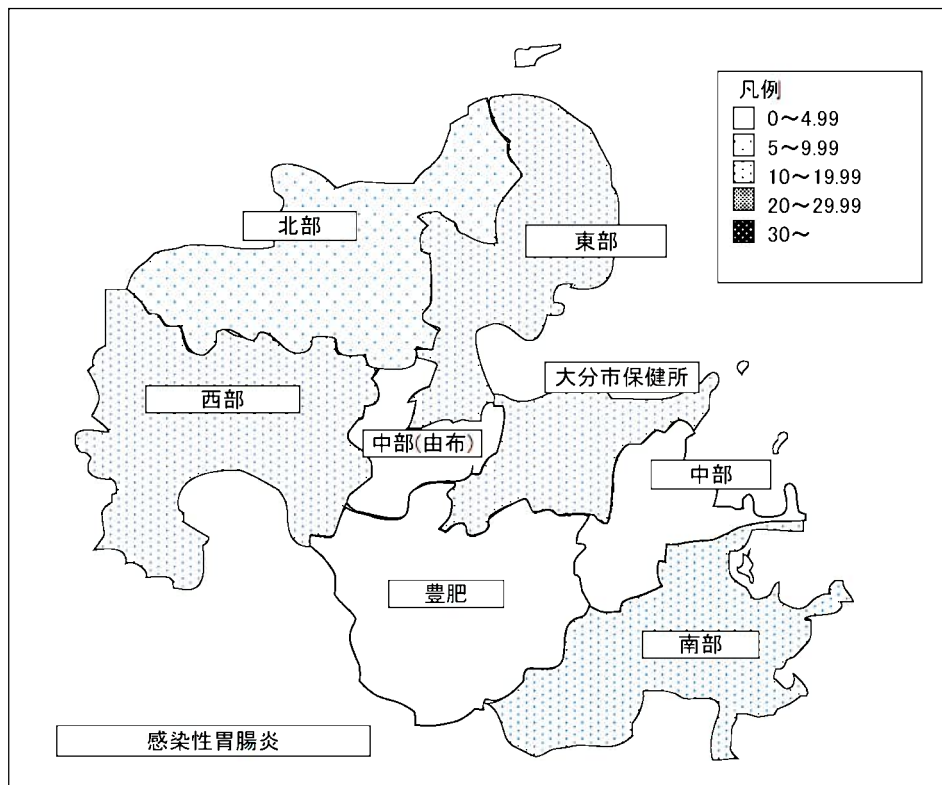 凡例
0～4.99
5～9.99
10～19.99
20～29.99
30～
北部
東部
大分市保健所
西部
中部(由布)
中部
豊肥
南部
感染性胃腸炎